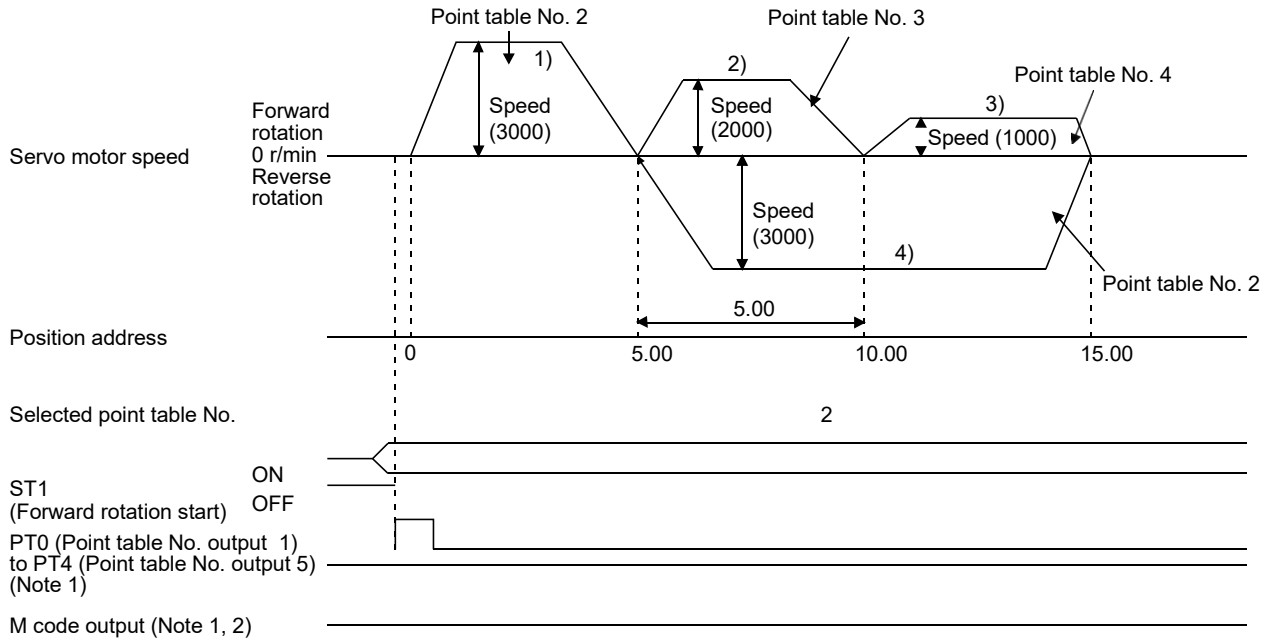 Point table No. 2
Point table No. 3
1)
2)
Point table No. 4
3)
Forward
rotation
0 r/min
Reverse
rotation
Speed
(3000)
Speed
(2000)
Speed (1000)
Servo motor speed
Speed
(3000)
4)
Point table No. 2
5.00
Position address
0
5.00
10.00
15.00
Selected point table No.
2
ON
OFF
ST1
(Forward rotation start)
PT0 (Point table No. output 1)
to PT4 (Point table No. output 5)
(Note 1)
M code output (Note 1, 2)